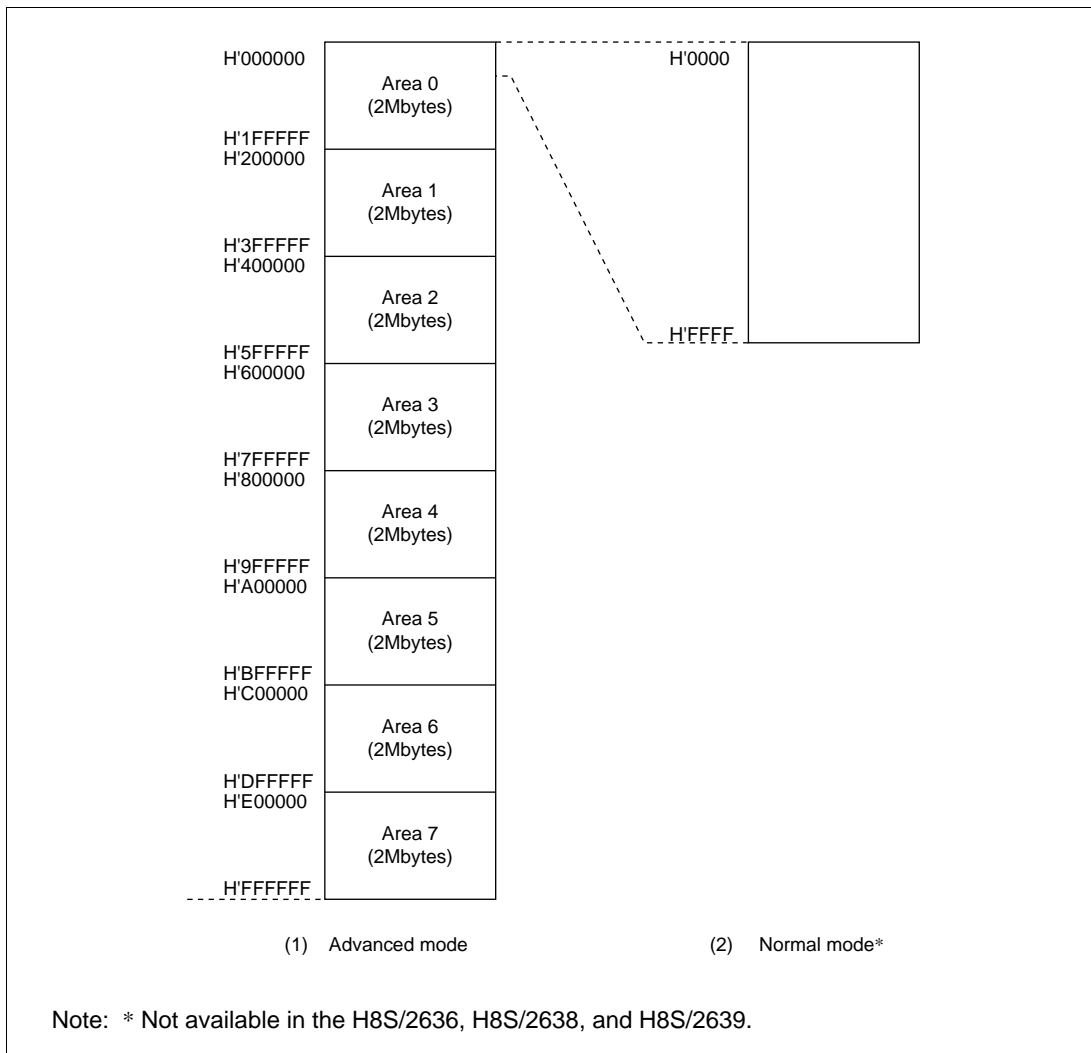 H'000000
Area 0
(2Mbytes)
H'1FFFFF
H'200000
Area 1
(2Mbytes)
H'3FFFFF
H'400000
Area 2
(2Mbytes)
H'5FFFFF
H'600000
Area 3
(2Mbytes)
H'7FFFFF
H'800000
Area 4
(2Mbytes)
H'9FFFFF
H'A00000
Area 5
(2Mbytes)
H'BFFFFF
H'C00000
Area 6
(2Mbytes)
H'DFFFFF
H'E00000
Area 7
(2Mbytes)
H'FFFFFF
(1) Advanced mode
H'0000
H'FFFF
(2) Normal mode*
Note: * Not available in the H8S/2636, H8S/2638, and H8S/2639.